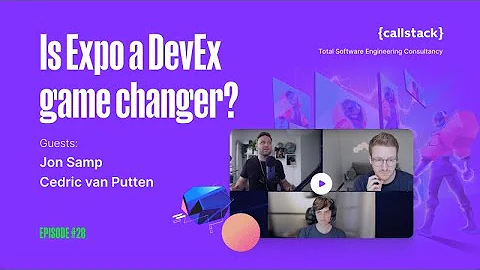 Is Expo a DevEx
game changer?
{callstack}
Total Software Engineering Consultancy
Guests:
Jon Samp
Cedric van Putten
EPISODE #28